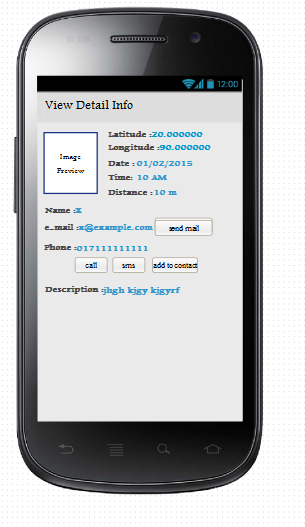 12:00
View Detail Info
Image
Preview
Latitude :20.000000
Longitude :90.000000
Date : 01/02/2015
Time: 10 AM
Distance : 10 m
Name :X
e_mail :x@example.com send mail
Phone :017111111111
call sms add to contact
Description :jhgh kjgy kjgyrf